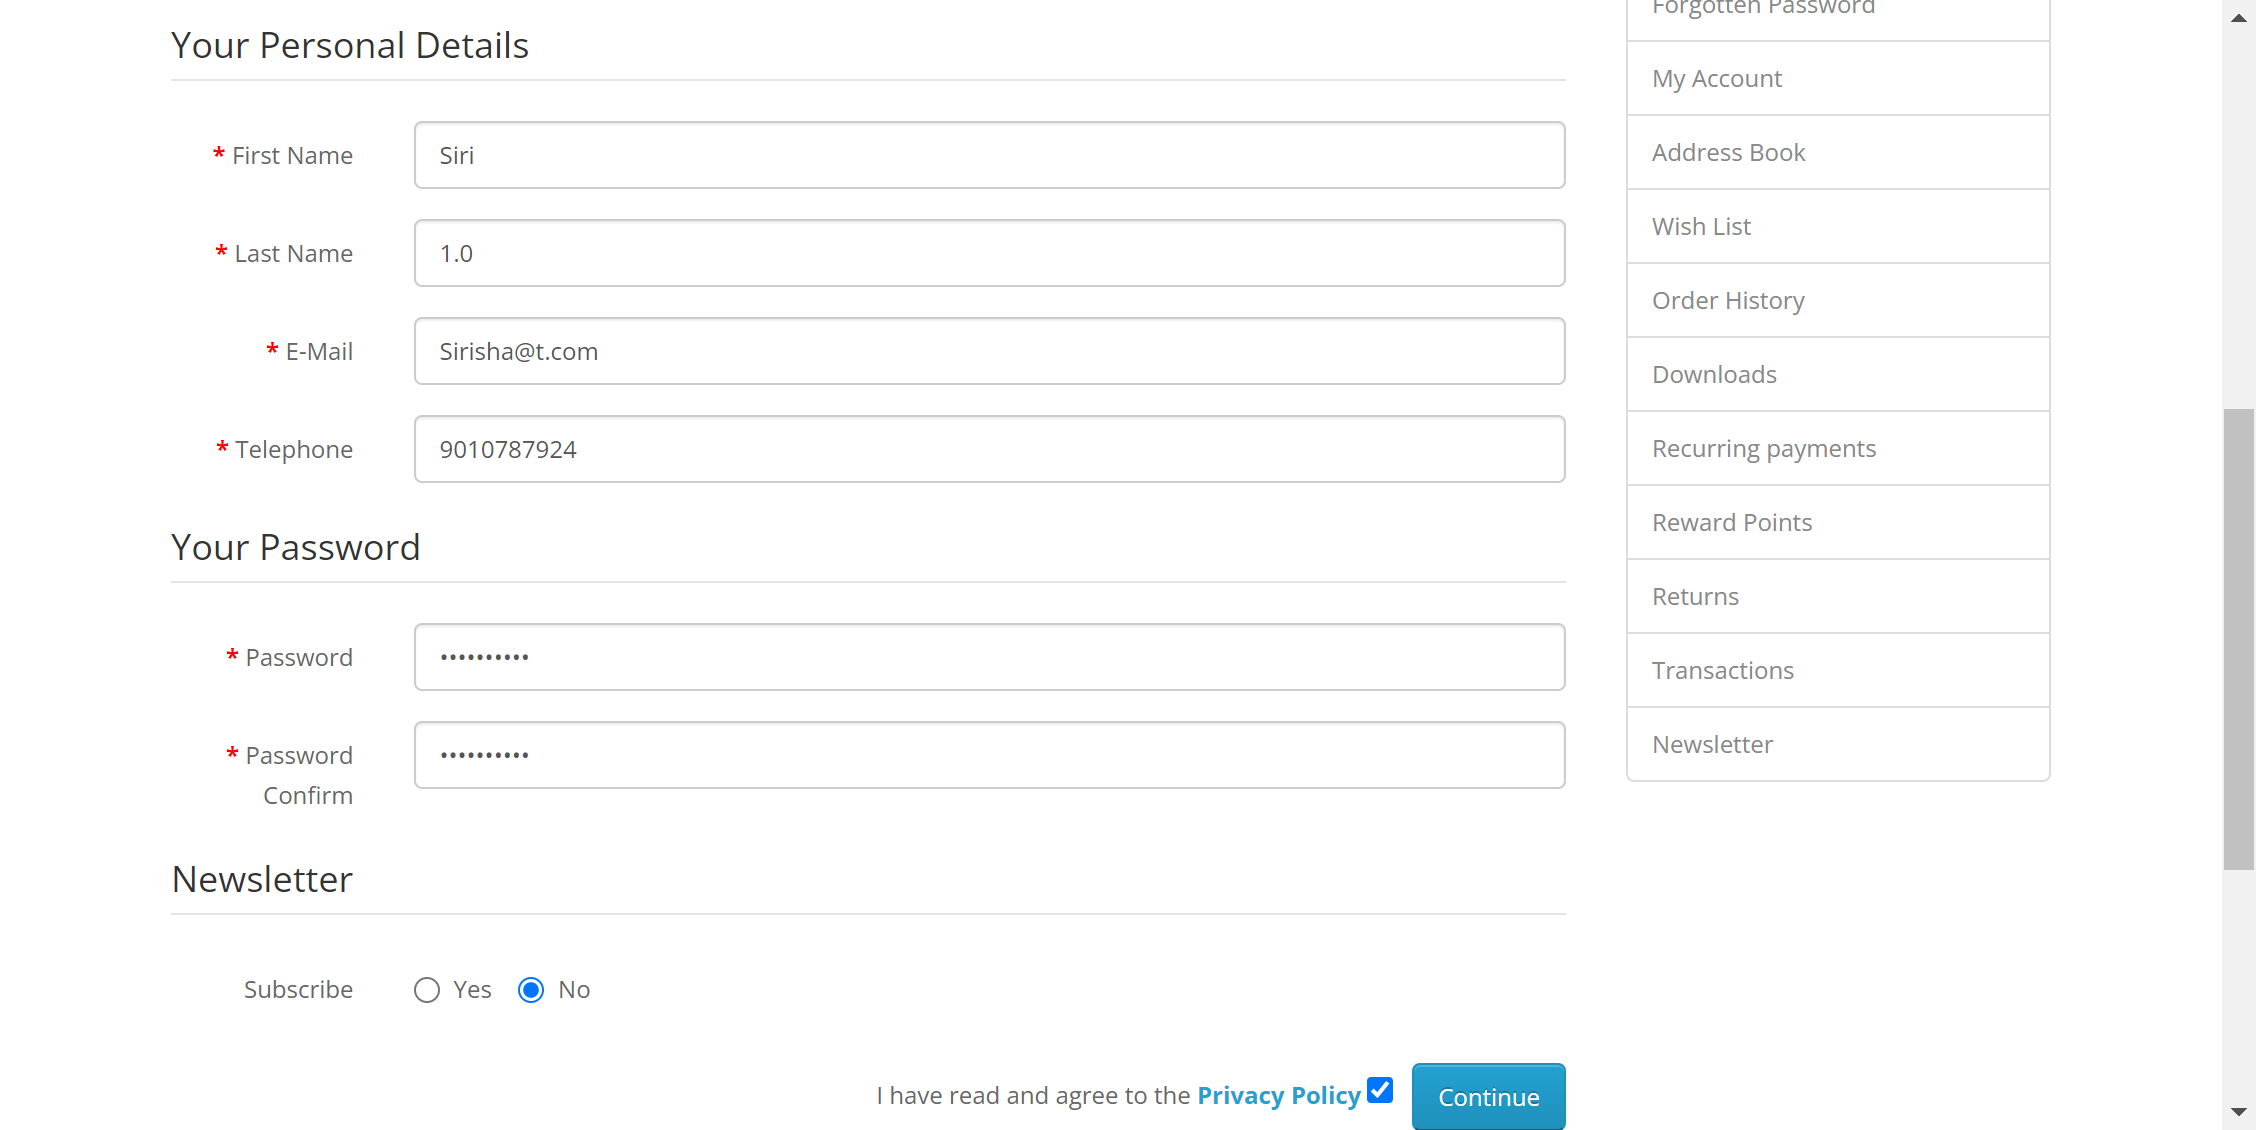 Your Personal Details
* First Name
Siri
* Last Name
1.0
* E-Mail
Sirisha@t.com
* Telephone
9010787924
Your Password
* Password
••••••••••
* Password
Confirm
••••••••••
Newsletter
Subscribe
Yes
No
I have read and agree to the Privacy Policy
Continue
Forgotten Password
My Account
Address Book
Wish List
Order History
Downloads
Recurring payments
Reward Points
Returns
Transactions
Newsletter